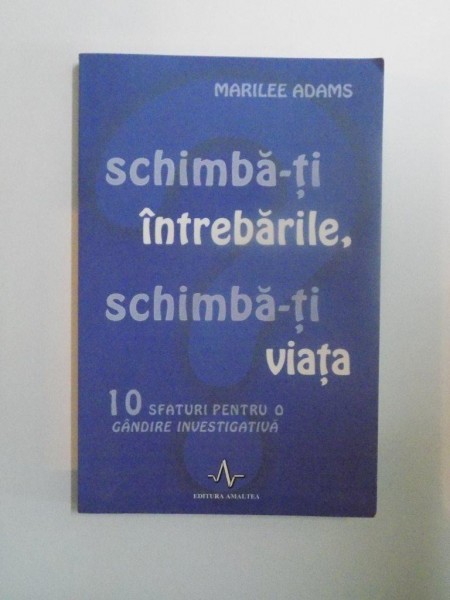 MARILEE ADAMS
schimbă-ți
întrebările,
schimbă-ți
viața
10 SFATURI PENTRU O
GÂNDIRE INVESTIGATIVĂ
EDITURA AMALTEA